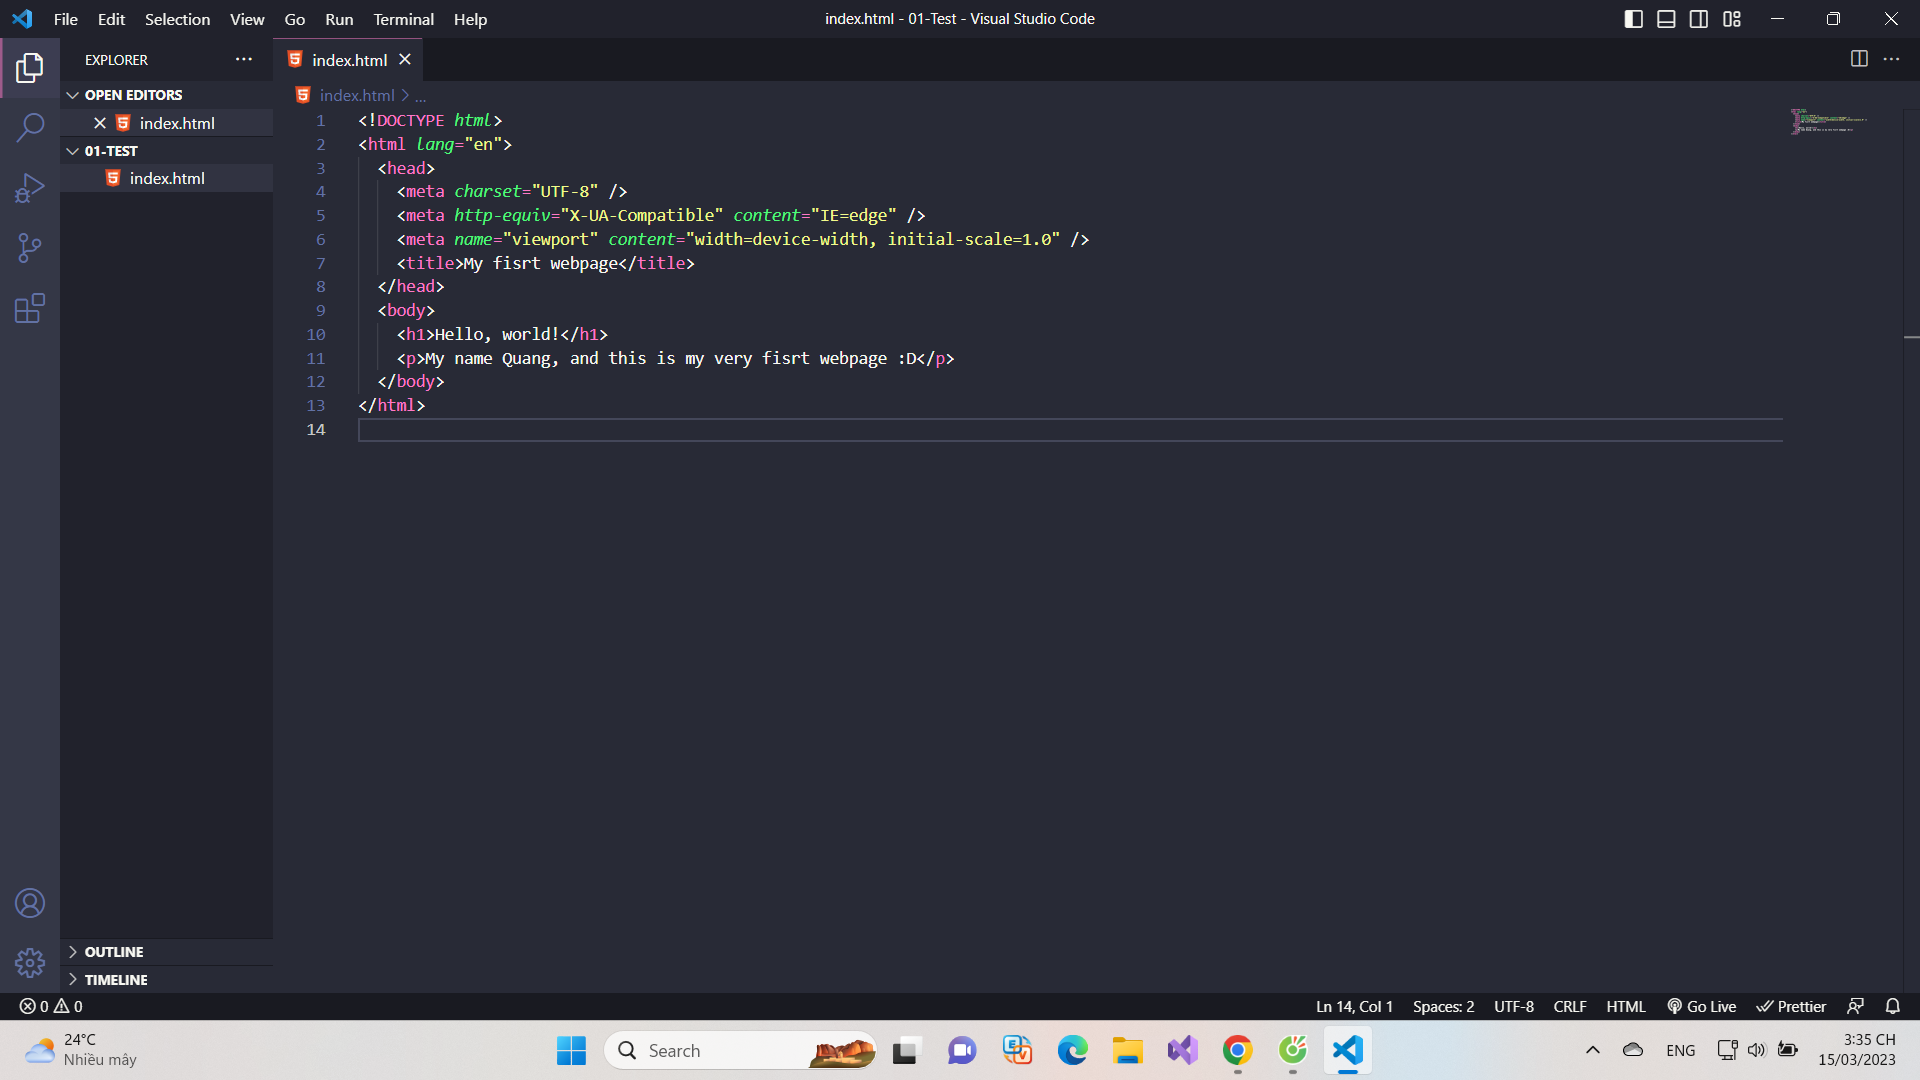 File Edit Selection View Go Run Terminal Help
index.html - 01-Test - Visual Studio Code
EXPLORER
index.html
OPEN EDITORS
index.html
01-TEST
index.html
index.html > ...
1 <!DOCTYPE html>
2 <html lang="en">
3 <head>
4 <meta charset="UTF-8" />
5 <meta http-equiv="X-UA-Compatible" content="IE=edge" />
6 <meta name="viewport" content="width=device-width, initial-scale=1.0" />
7 <title>My fisrt webpage</title>
8 </head>
9 <body>
10 <h1>Hello, world!</h1>
11 <p>My name Quang, and this is my very fisrt webpage :D</p>
12 </body>
13 </html>
14
OUTLINE
TIMELINE
0 0
Ln 14, Col 1 Spaces: 2 UTF-8 CRLF HTML Go Live Prettier
24°C
Nhiều mây
Search
ENG
3:35 CH
15/03/2023